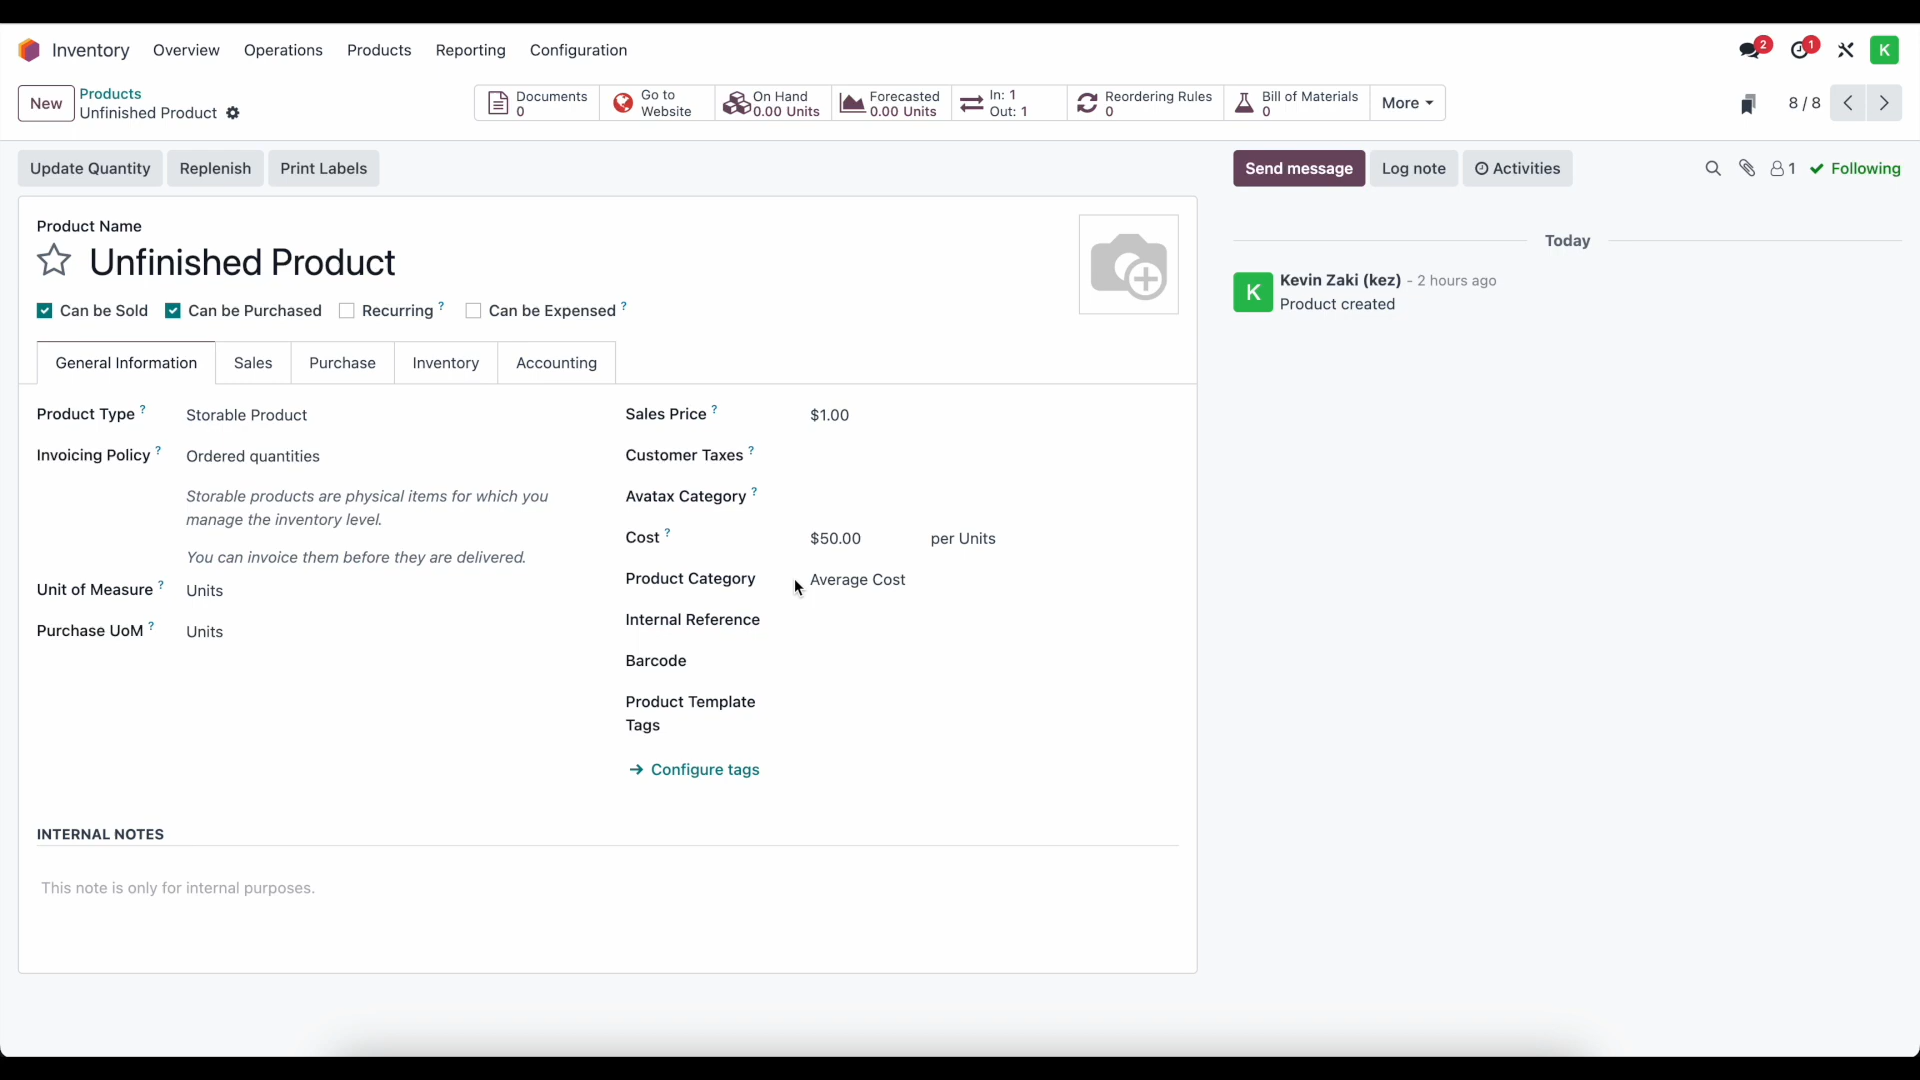 Inventory Overview Operations Products Reporting Configuration 2 1 K
New
Products
Unfinished Product
Documents
0
Go to
Website
On Hand
0.00 Units
Forecasted
0.00 Units
In: 1
Out: 1
Reordering Rules
0
Bill of Materials
0
More
8 / 8
Update Quantity Replenish Print Labels
Send message Log note Activities 1 Following
Product Name
Unfinished Product
Can be Sold Can be Purchased Recurring ? Can be Expensed ?
General Information Sales Purchase Inventory Accounting
Product Type ? Storable Product
Invoicing Policy ? Ordered quantities
Storable products are physical items for which you
manage the inventory level.
You can invoice them before they are delivered.
Unit of Measure ? Units
Purchase UoM ? Units
Sales Price ? $1.00
Customer Taxes ?
Avatax Category ?
Cost ? $50.00 per Units
Product Category Average Cost
Internal Reference
Barcode
Product Template
Tags
Configure tags
INTERNAL NOTES
This note is only for internal purposes.
Today
K
Kevin Zaki (kez) - 2 hours ago
Product created